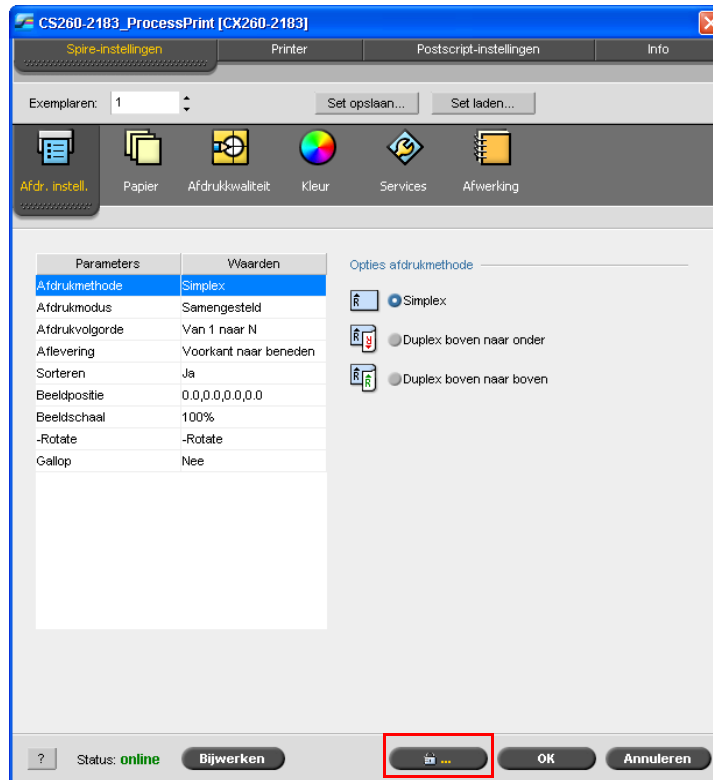 CS260-2183_ProcessPrint [CX260-2183]
Spire-instellingen Printer Postscript-instellingen Info
Exemplaren: 1 Set opslaan... Set laden...
Afdr. instell. Papier Afdrukkwaliteit Kleur Services Afwerking
Parameters Waarden
Afdrukmethode Simplex
Afdrukmodus Samengesteld
Afdrukvolgorde Van 1 naar N
Aflevering Voorkant naar beneden
Sorteren Ja
Beeldpositie 0.0,0.0,0.0,0.0
Beeldschaal 100%
-Rotate -Rotate
Gallop Nee
Opties afdrukmethode
R Simplex
R R Duplex boven naar onder
R R Duplex boven naar boven
? Status: online Bijwerken ... OK Annuleren